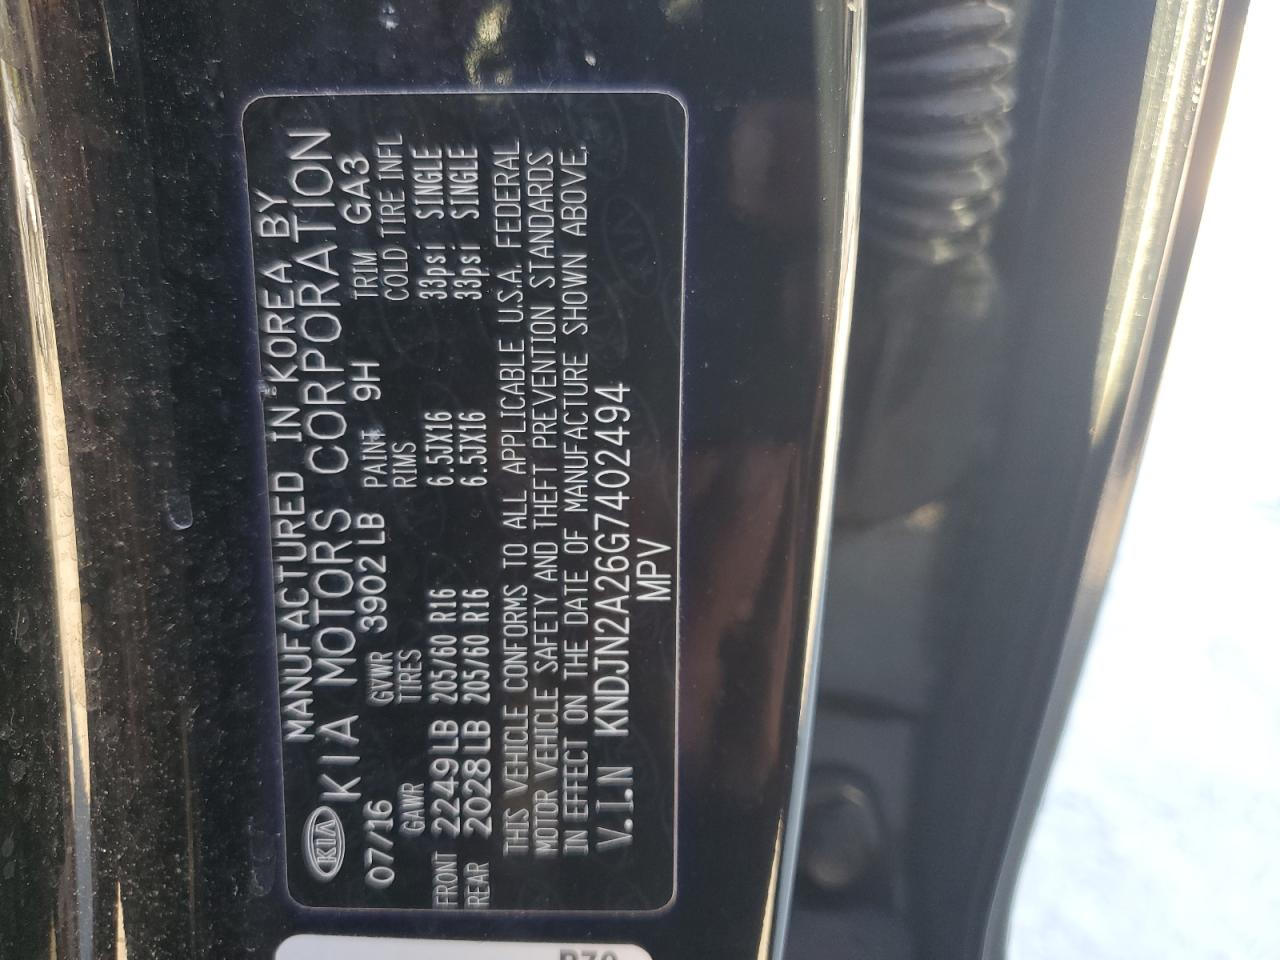 MANUFACTURED IN KOREA BY
KIA KIA MOTORS CORPORATION
07/16 GVWR 3902LB PAINT 9H TRIM GA3
GAWR TIRES RIMS COLD TIRE INFL
FRONT 2249LB 205/60 R16 6.5JX16 33psi SINGLE
REAR 2028LB 205/60 R16 6.5JX16 33psi SINGLE
THIS VEHICLE CONFORMS TO ALL APPLICABLE U.S.A. FEDERAL
MOTOR VEHICLE SAFETY AND THEFT PREVENTION STANDARDS
IN EFFECT ON THE DATE OF MANUFACTURE SHOWN ABOVE.
V.I.N KNDJN2A26G7402494
MPV